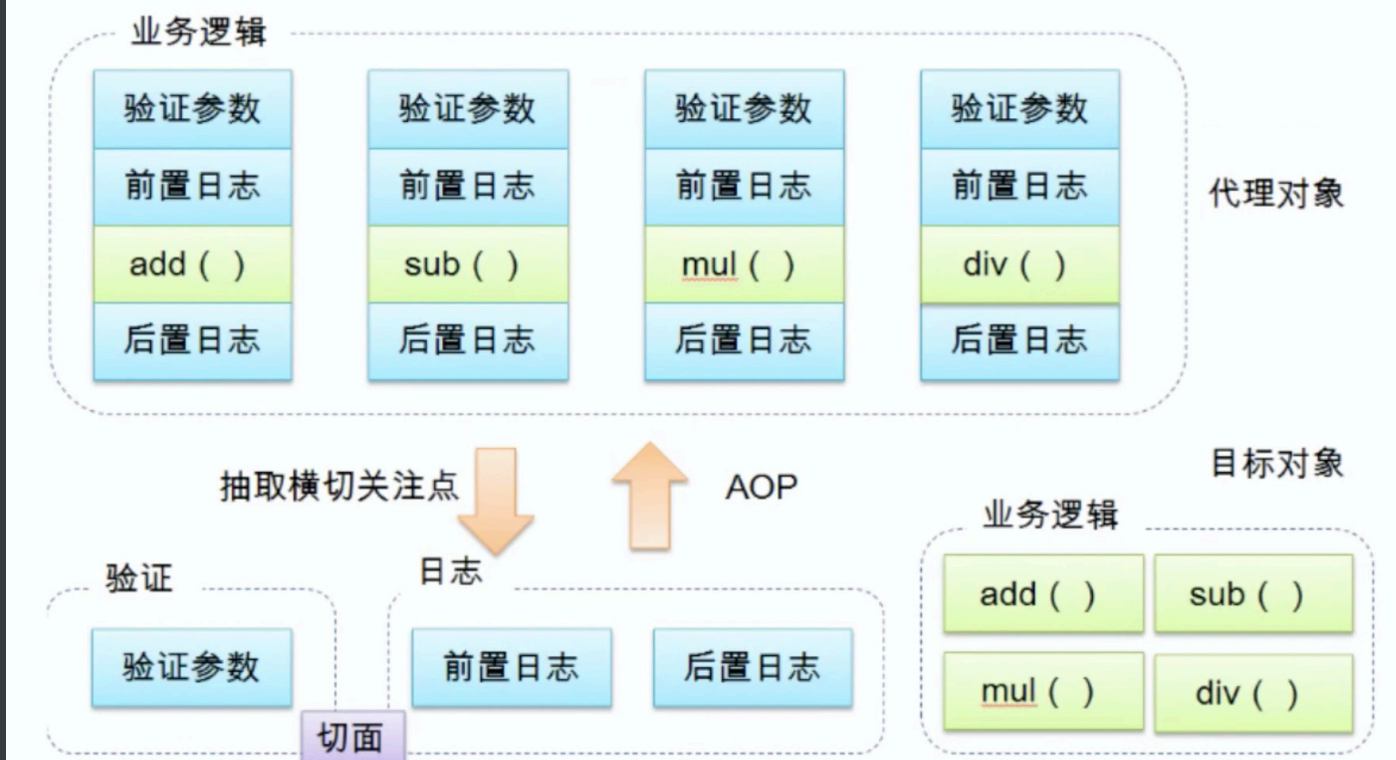 业务逻辑
验证参数 验证参数 验证参数 验证参数
前置日志 前置日志 前置日志 前置日志
代理对象
add ( ) sub ( ) mul ( ) div ( )
后置日志 后置日志 后置日志 后置日志
抽取横切关注点
AOP
目标对象
业务逻辑
验证
日志
add ( ) sub ( )
验证参数
前置日志 后置日志
mul ( ) div ( )
切面